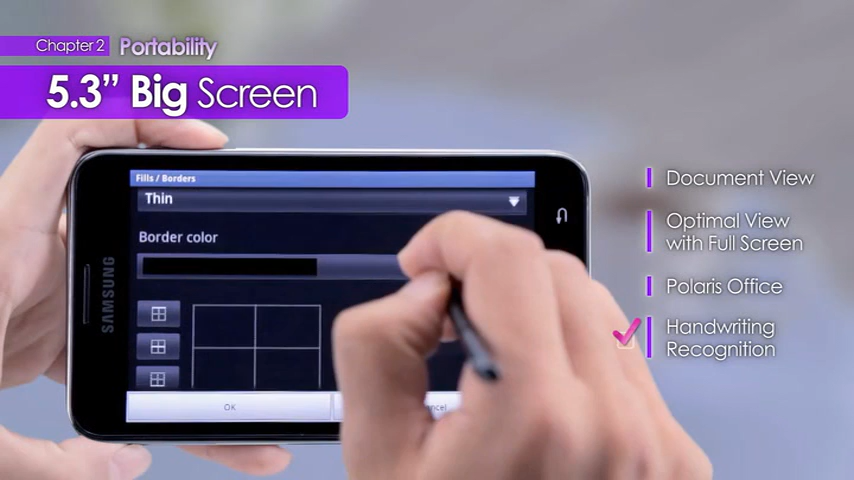 Chapter 2 Portability
5.3” Big Screen
Fills / Borders
Thin
Border color
SAMSUNG
OK
ncel
Document View
Optimal View
with Full Screen
Polaris Office
Handwriting
Recognition